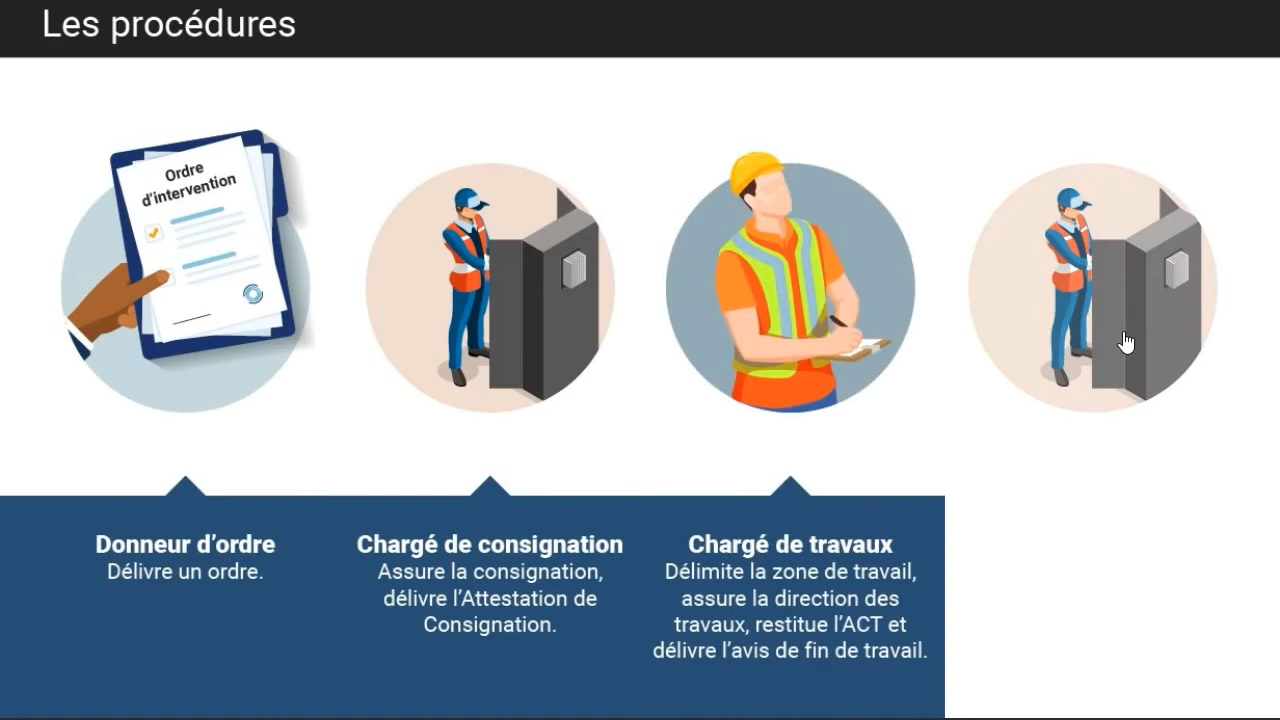 Les procédures
Ordre
d'intervention
Donneur d'ordre
Délivre un ordre.
Chargé de consignation
Assure la consignation,
délivre l'Attestation de
Consignation.
Chargé de travaux
Délimite la zone de travail,
assure la direction des
travaux, restitue l'ACT et
délivre l'avis de fin de travail.